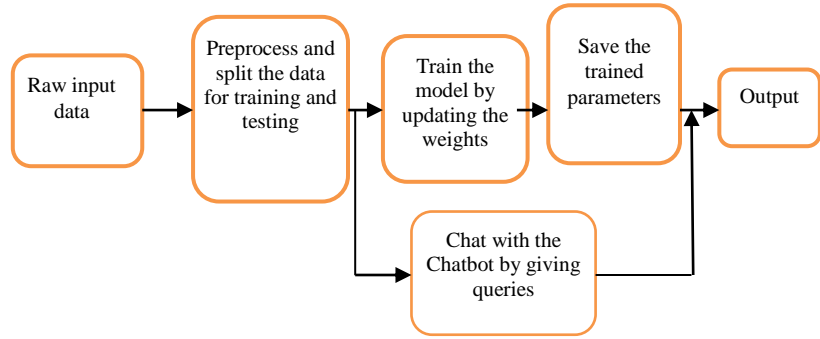 Raw input
data
Preprocess and
split the data
for training and
testing
Train the
model by
updating the
weights
Save the
trained
parameters
Output
Chat with the
Chatbot by giving
queries